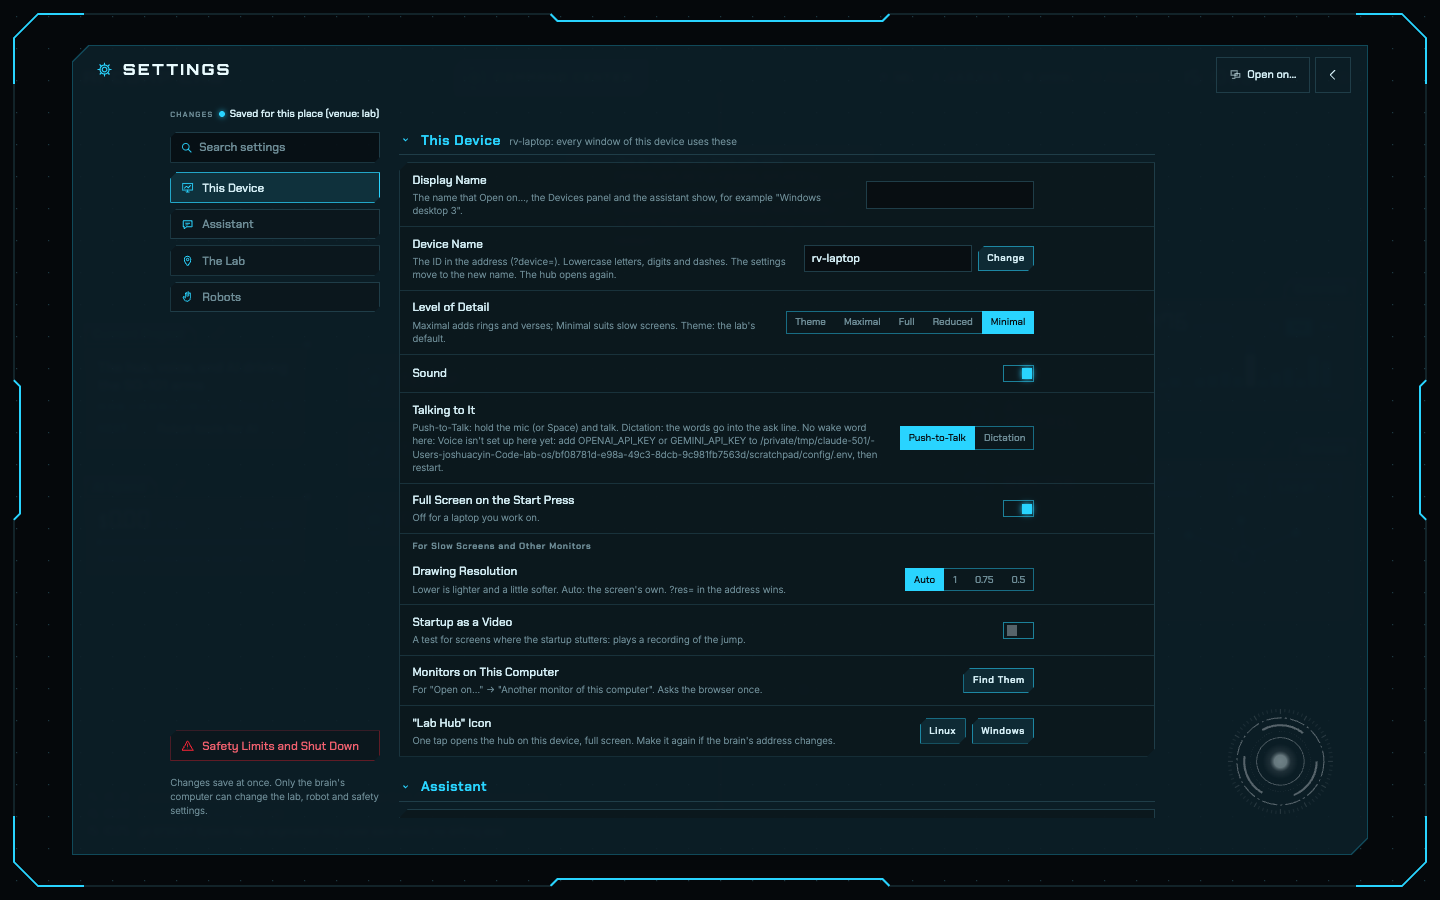 SETTINGS
Open on...
CHANGES Saved for this place (venue: lab)
Search settings
This Device
Assistant
The Lab
Robots
Safety Limits and Shut Down
Changes save at once. Only the brain's
computer can change the lab, robot and safety
settings.
This Device rv-laptop: every window of this device uses these
Display Name
The name that Open on..., the Devices panel and the assistant show, for example "Windows
desktop 3".
Device Name
The ID in the address (?device=). Lowercase letters, digits and dashes. The settings
move to the new name. The hub opens again.
rv-laptop
Change
Level of Detail
Maximal adds rings and verses; Minimal suits slow screens. Theme: the lab's
default.
Theme Maximal Full Reduced Minimal
Sound
Talking to It
Push-to-Talk: hold the mic (or Space) and talk. Dictation: the words go into the ask line. No wake word
here: Voice isn't set up here yet: add OPENAI_API_KEY or GEMINI_API_KEY to /private/tmp/claude-501/-
Users-joshuacyin-Code-lab-os/bf08781d-e98a-49c3-8dcb-9c981fb7563d/scratchpad/config/.env, then
restart.
Push-to-Talk Dictation
Full Screen on the Start Press
Off for a laptop you work on.
For Slow Screens and Other Monitors
Drawing Resolution
Lower is lighter and a little softer. Auto: the screen's own. ?res= in the address wins.
Auto 1 0.75 0.5
Startup as a Video
A test for screens where the startup stutters: plays a recording of the jump.
Monitors on This Computer
For "Open on..." → "Another monitor of this computer". Asks the browser once.
Find Them
"Lab Hub" Icon
One tap opens the hub on this device, full screen. Make it again if the brain's address changes.
Linux Windows
Assistant